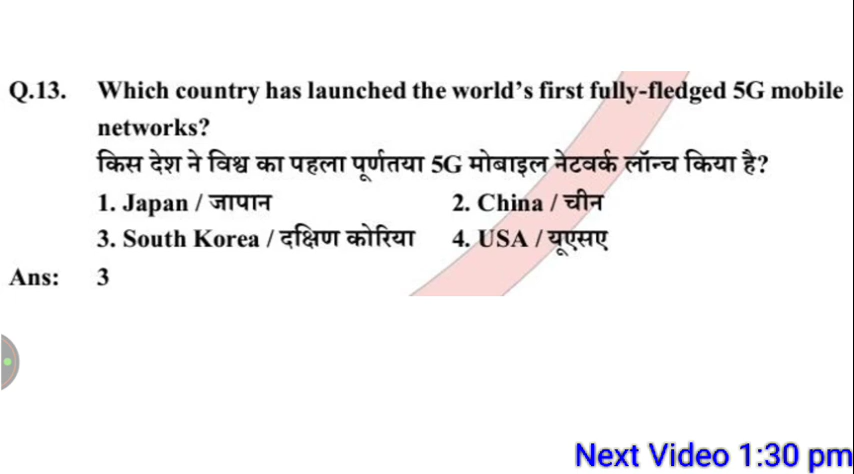 Q.13. Which country has launched the world's first fully-fledged 5G mobile
networks?
किस देश ने विश्व का पहला पूर्णतया 5G मोबाइल नेटवर्क लॉन्च किया है?
1. Japan / जापान 2. China / चीन
3. South Korea / दक्षिण कोरिया 4. USA / यूएसए
Ans: 3
Next Video 1:30 pm